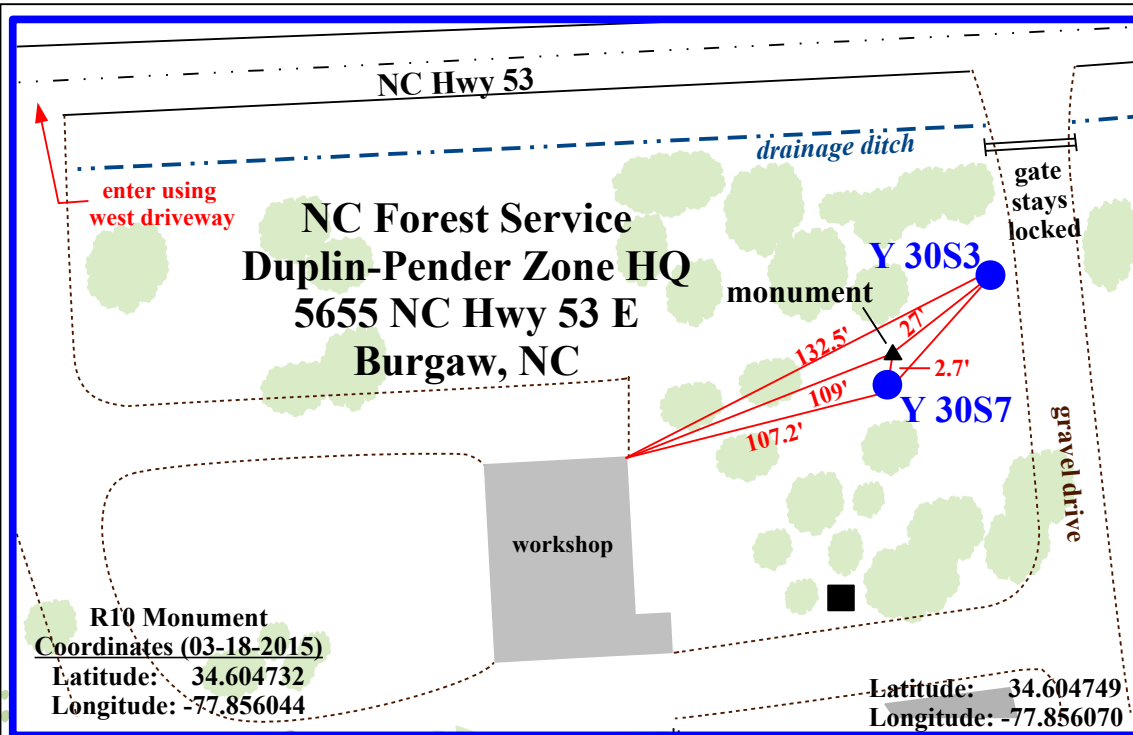 NC Hwy 53
drainage ditch
enter using
west driveway
gate
stays
locked
NC Forest Service
Duplin-Pender Zone HQ
5655 NC Hwy 53 E
Burgaw, NC
Y 30S3
monument
27'
132.5'
2.7'
109'
Y 30S7
107.2'
gravel drive
workshop
R10 Monument
Coordinates (03-18-2015)
Latitude: 34.604732
Longitude: -77.856044
Latitude: 34.604749
Longitude: -77.856070